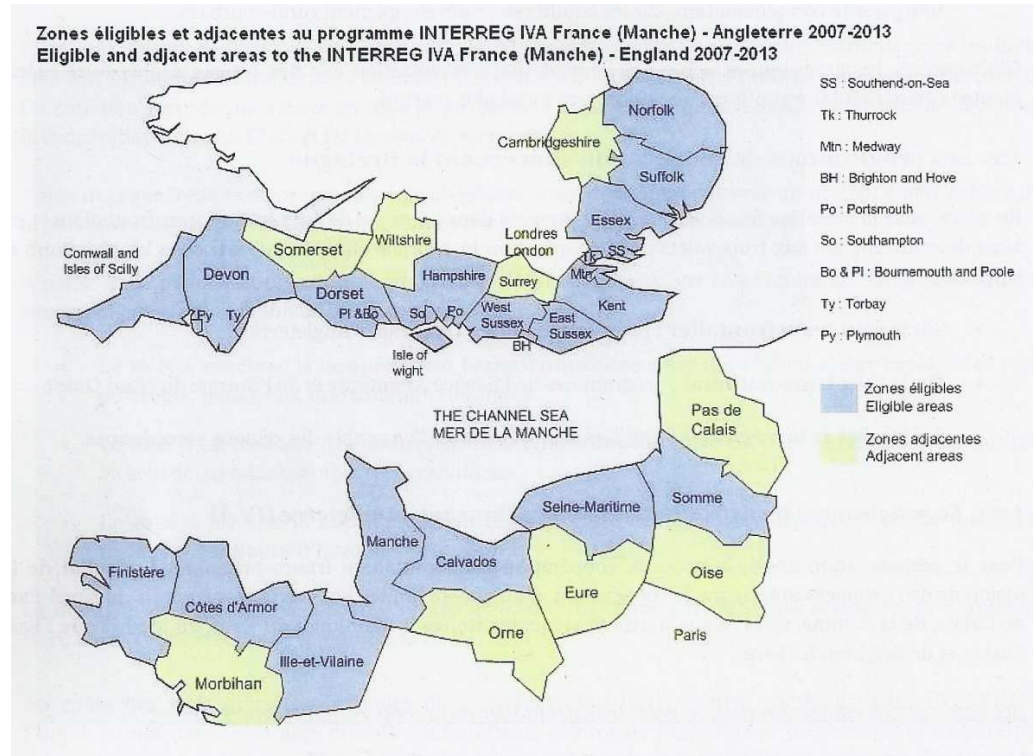 Zones éligibles et adjacentes au programme INTERREG IVA France (Manche) - Angleterre 2007-2013
Eligible and adjacent areas to the INTERREG IVA France (Manche) - England 2007-2013
SS : Southend-on-Sea
Tk : Thurrock
Mtn : Medway
BH : Brighton and Hove
Po : Portsmouth
So : Southampton
Bo & Pl : Bournemouth and Poole
Ty : Torbay
Py : Plymouth
Norfolk
Cambridgeshire
Suffolk
Essex
Londres
London
SS
Tk
Mtn
Wiltshire
Somerset
Cornwall and
Isles of Scilly
Devon
Hampshire
Surrey
Kent
Dorset
Pl &Bo
So
Po
West
Sussex
East
Sussex
Py
Ty
BH
Isle of
wight
THE CHANNEL SEA
MER DE LA MANCHE
Zones éligibles
Eligible areas
Zones adjacentes
Adjacent areas
Pas de
Calais
Somme
Seine-Maritime
Manche
Calvados
Oise
Eure
Finistère
Côtes d'Armor
Orne
Paris
Ille-et-Vilaine
Morbihan